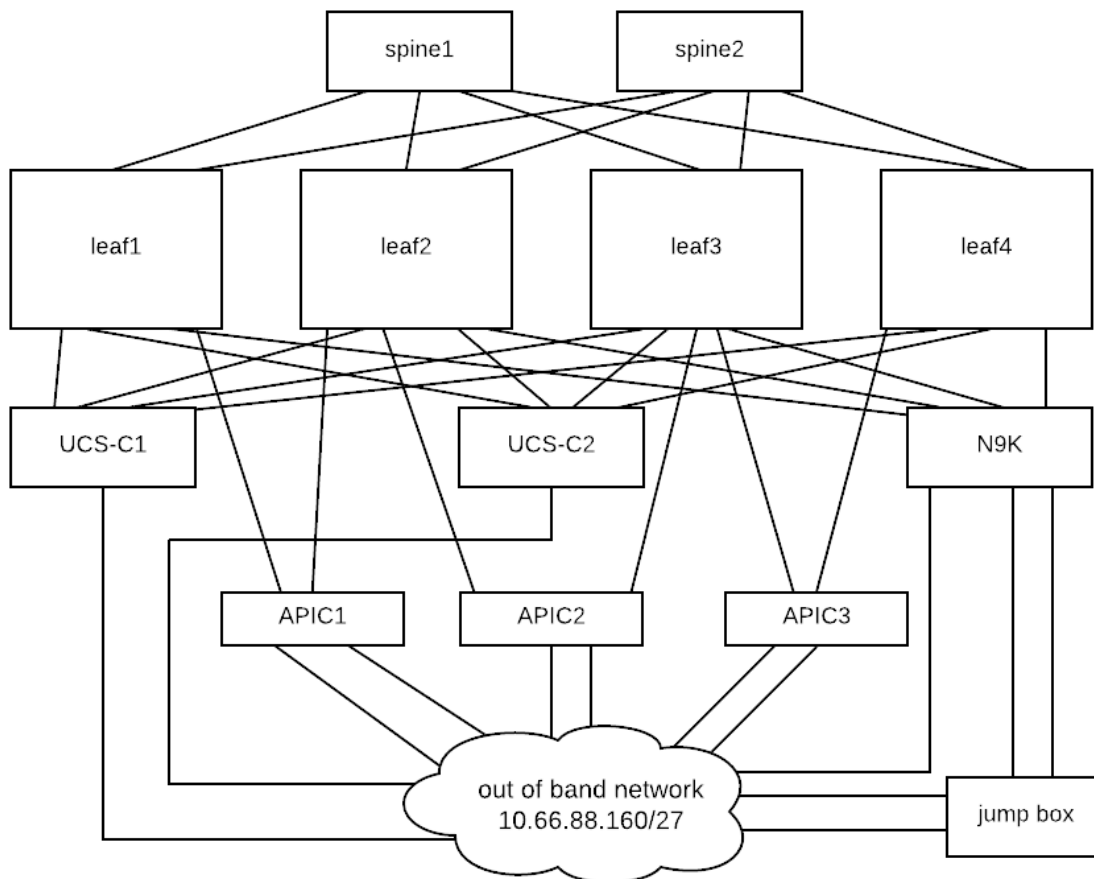 spine1
spine2
leaf1
leaf2
leaf3
leaf4
UCS-C1
UCS-C2
N9K
APIC1
APIC2
APIC3
out of band network
10.66.88.160/27
jump box